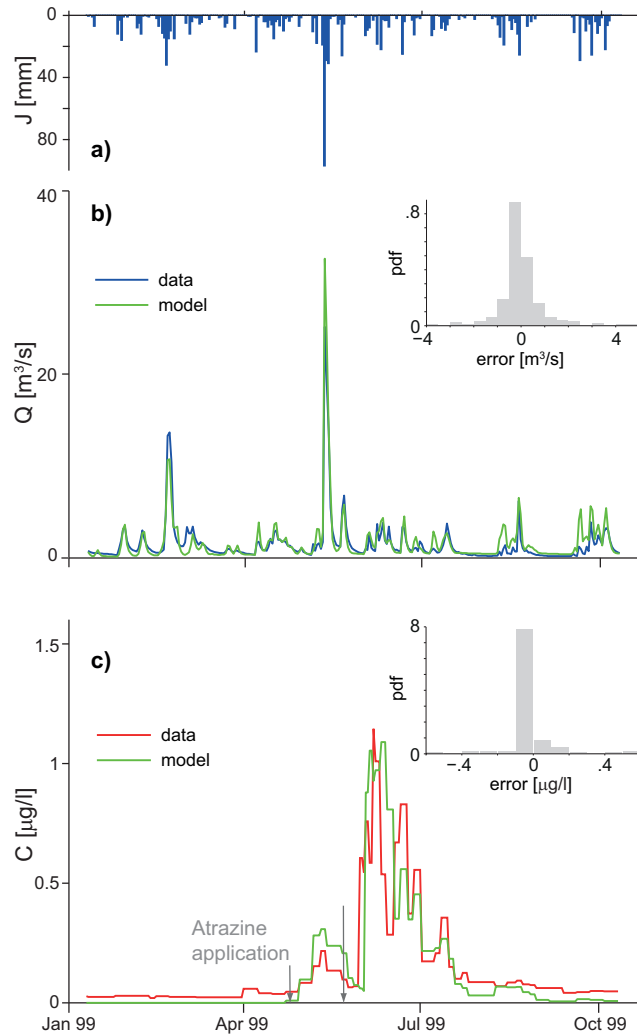 0
40
80
J [mm]
a)
40
20
0
Q [m³/s]
b)
data
model
.8
0
pdf
−4
0
4
error [m³/s]
1.5
1
0.5
0
C [µg/l]
c)
data
model
8
0
pdf
−.4
0
.4
error [µg/l]
Atrazine
application
Jan 99
Apr 99
Jul 99
Oct 99